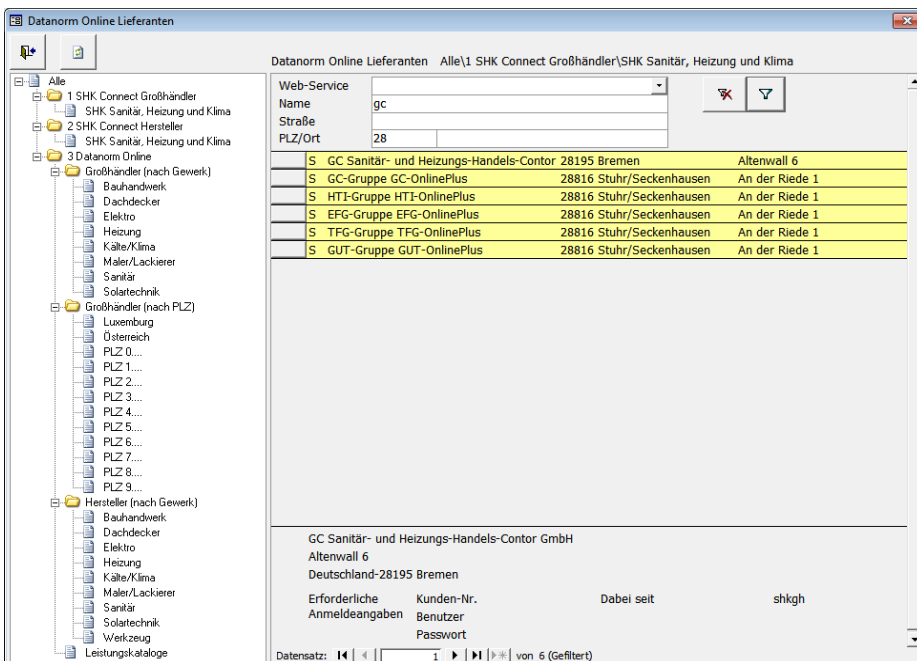 Datanorm Online Lieferanten
Datanorm Online Lieferanten Alle\1 SHK Connect Großhändler\SHK Sanitär, Heizung und Klima
Alle
1 SHK Connect Großhändler
SHK Sanitär, Heizung und Klima
2 SHK Connect Hersteller
SHK Sanitär, Heizung und Klima
3 Datanorm Online
Großhändler (nach Gewerk)
Bauhandwerk
Dachdecker
Elektro
Heizung
Kälte/Klima
Maler/Lackierer
Sanitär
Solartechnik
Großhändler (nach PLZ)
Luxemburg
Österreich
PLZ 0....
PLZ 1....
PLZ 2....
PLZ 3....
PLZ 4....
PLZ 5....
PLZ 6....
PLZ 7....
PLZ 8....
PLZ 9....
Hersteller (nach Gewerk)
Bauhandwerk
Dachdecker
Elektro
Heizung
Kälte/Klima
Maler/Lackierer
Sanitär
Solartechnik
Werkzeug
Leistungskataloge
Web-Service
Name gc
Straße
PLZ/Ort 28
S GC Sanitär- und Heizungs-Handels-Contor 28195 Bremen Altenwall 6
S GC-Gruppe GC-OnlinePlus 28816 Stuhr/Seckenhausen An der Riede 1
S HTI-Gruppe HTI-OnlinePlus 28816 Stuhr/Seckenhausen An der Riede 1
S EFG-Gruppe EFG-OnlinePlus 28816 Stuhr/Seckenhausen An der Riede 1
S TFG-Gruppe TFG-OnlinePlus 28816 Stuhr/Seckenhausen An der Riede 1
S GUT-Gruppe GUT-OnlinePlus 28816 Stuhr/Seckenhausen An der Riede 1
GC Sanitär- und Heizungs-Handels-Contor GmbH
Altenwall 6
Deutschland-28195 Bremen
Erforderliche Kunden-Nr. Dabei seit shkgh
Anmeldeangaben Benutzer
Passwort
Datensatz: 1 von 6 (Gefiltert)